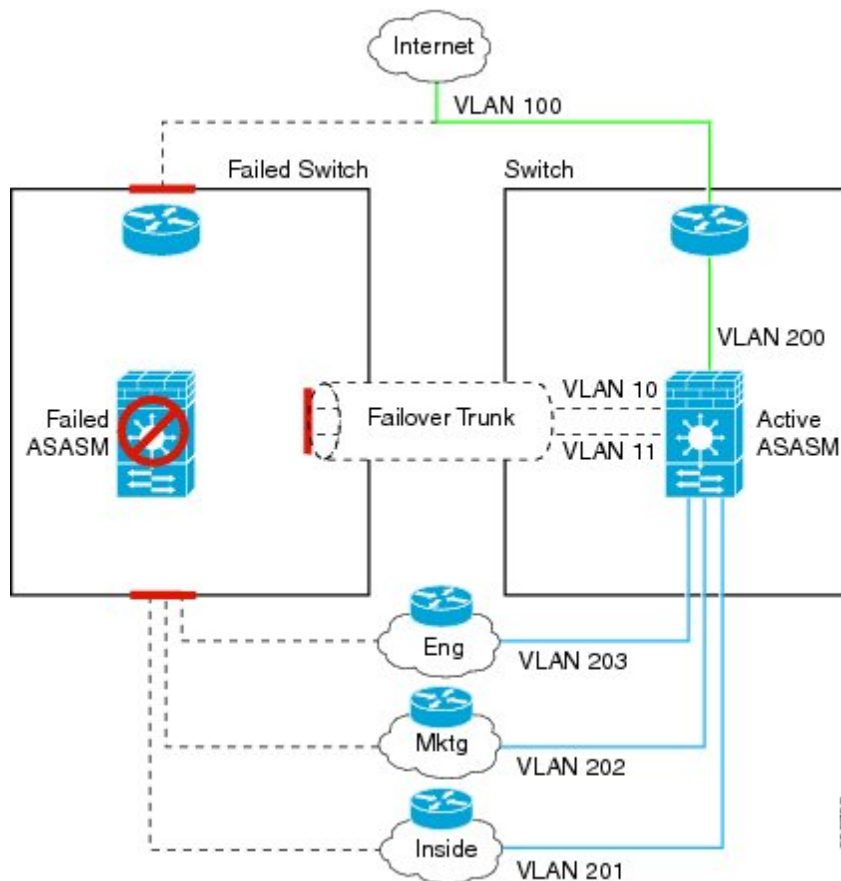 Internet
VLAN 100
Failed Switch
Switch
VLAN 200
Failed
ASASM
Failover Trunk
VLAN 10
VLAN 11
Active
ASASM
Eng
VLAN 203
Mktg
VLAN 202
Inside
VLAN 201